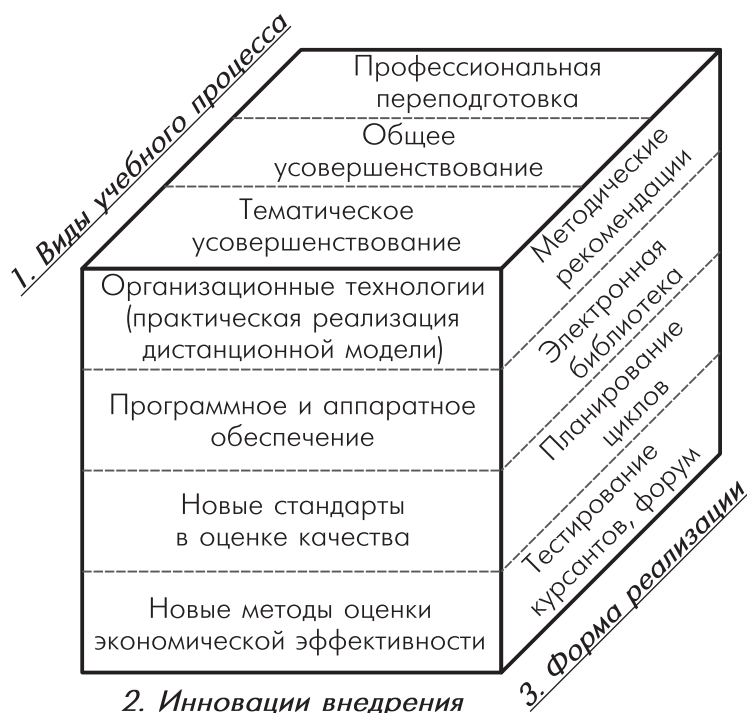 1. Виды учебного процесса
Профессиональная
переподготовка
Общее
усовершенствование
Тематическое
усовершенствование
Организационные технологии
(практическая реализация
дистанционной модели)
Программное и аппаратное
обеспечение
Новые стандарты
в оценке качества
Новые методы оценки
экономической эффективности
2. Инновации внедрения
Методические
рекомендации
Электронная
библиотека
Планирование
циклов
Тестирование
курсантов, форум
3. Форма реализации